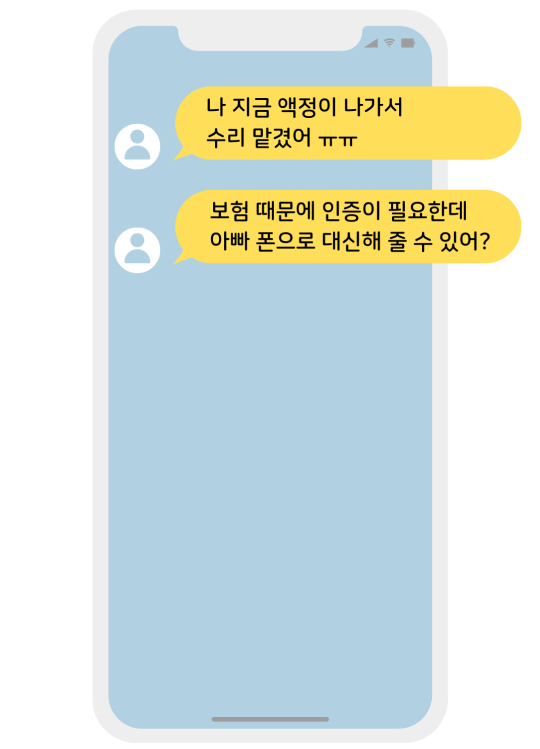 나 지금 액정이 나가서
수리 맡겼어 ㅠㅠ
보험 때문에 인증이 필요한데
아빠 폰으로 대신해 줄 수 있어?